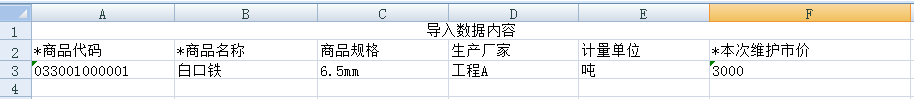 A B C D E F
1 导入数据内容
2 *商品代码 *商品名称 商品规格 生产厂家 计量单位 *本次维护市价
3 033001000001 白口铁 6.5mm 工程A 吨 3000
4